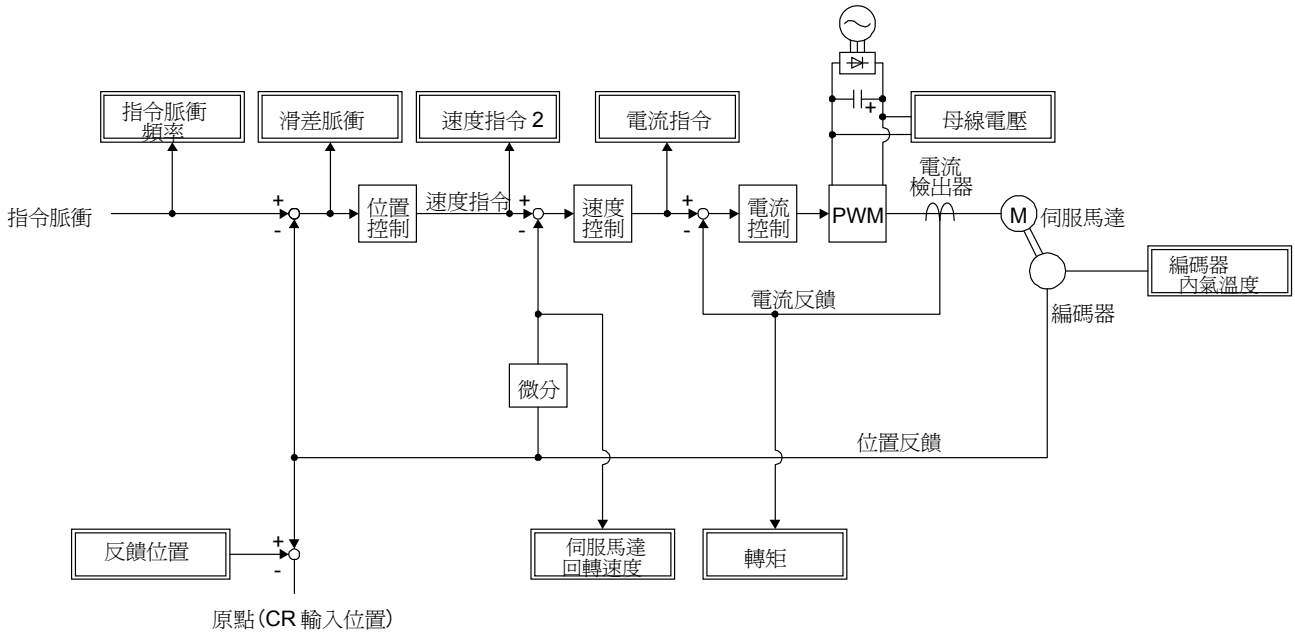 指令脈衝
頻率
滑差脈衝
速度指令 2
電流指令
母線電壓
電流
檢出器
指令脈衝
+
-
位置
控制
速度指令
+
-
速度
控制
+
-
電流
控制
PWM
M
伺服馬達
+
編碼器
內氣溫度
編碼器
電流反饋
微分
位置反饋
反饋位置
+
-
伺服馬達
回轉速度
轉矩
原點(CR 輸入位置)